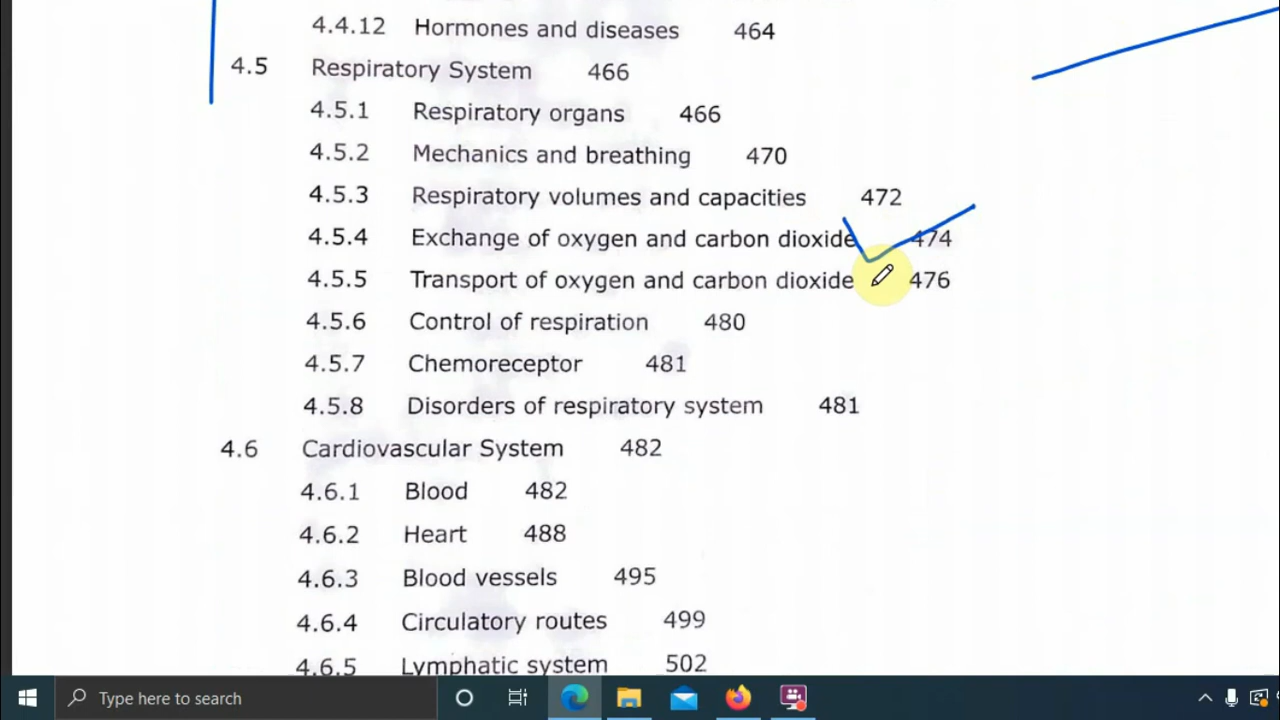 4.4.12 Hormones and diseases 464
4.5 Respiratory System 466
4.5.1 Respiratory organs 466
4.5.2 Mechanics and breathing 470
4.5.3 Respiratory volumes and capacities 472
4.5.4 Exchange of oxygen and carbon dioxide 474
4.5.5 Transport of oxygen and carbon dioxide 476
4.5.6 Control of respiration 480
4.5.7 Chemoreceptor 481
4.5.8 Disorders of respiratory system 481
4.6 Cardiovascular System 482
4.6.1 Blood 482
4.6.2 Heart 488
4.6.3 Blood vessels 495
4.6.4 Circulatory routes 499
4.6.5 Lymphatic system 502
Type here to search